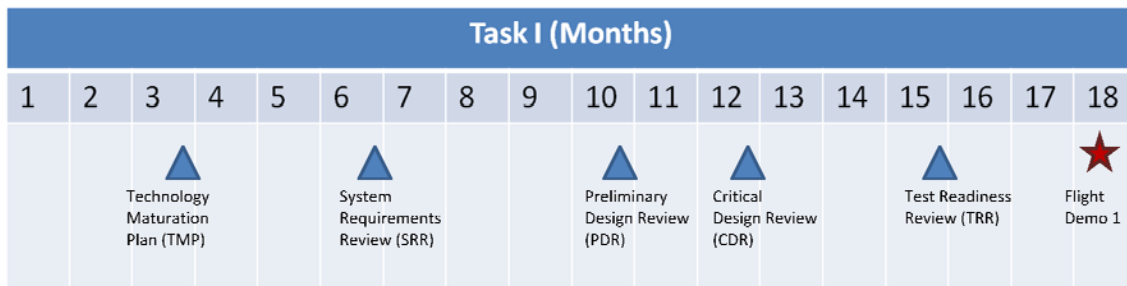 Task I (Months)
1 2 3 4 5 6 7 8 9 10 11 12 13 14 15 16 17 18
Technology
Maturation
Plan (TMP)
System
Requirements
Review (SRR)
Preliminary
Design Review
(PDR)
Critical
Design Review
(CDR)
Test Readiness
Review (TRR)
Flight
Demo 1